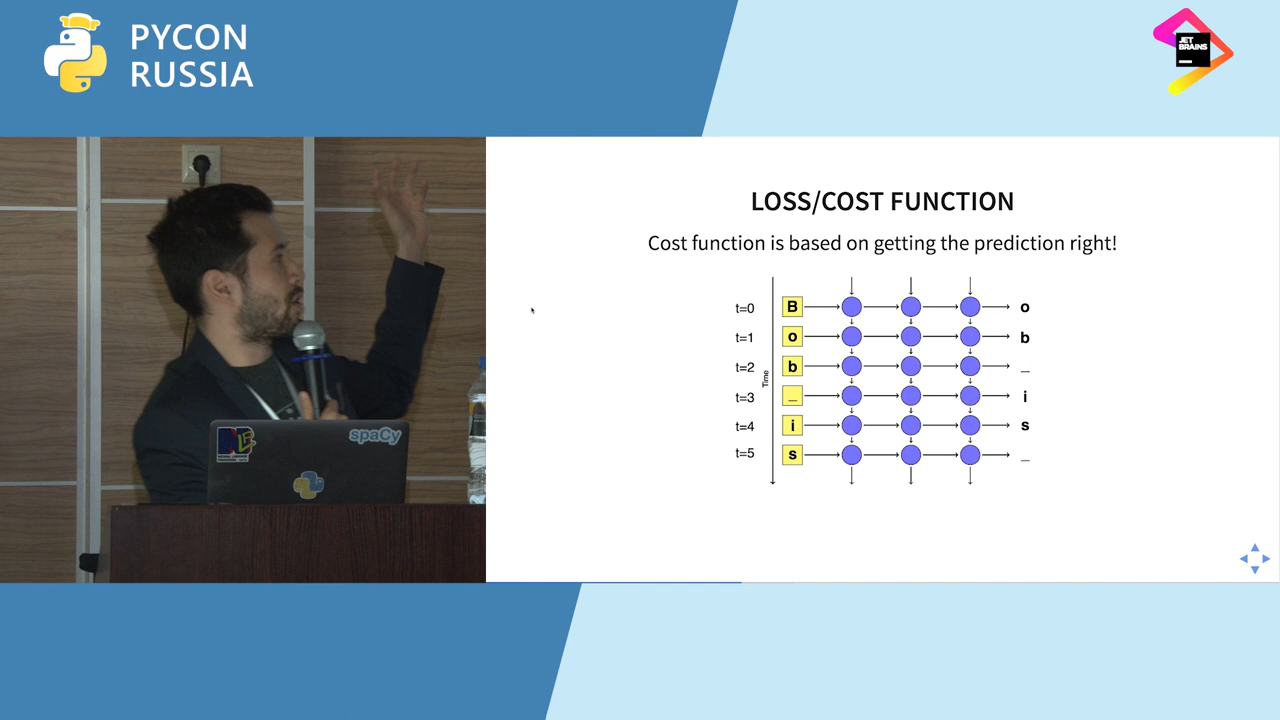 PYCON
RUSSIA
JET
BRAINS
spaCy
LOSS/COST FUNCTION
Cost function is based on getting the prediction right!
Time
t=0 B o
t=1 o b
t=2 b _
t=3 _ i
t=4 i s
t=5 s _